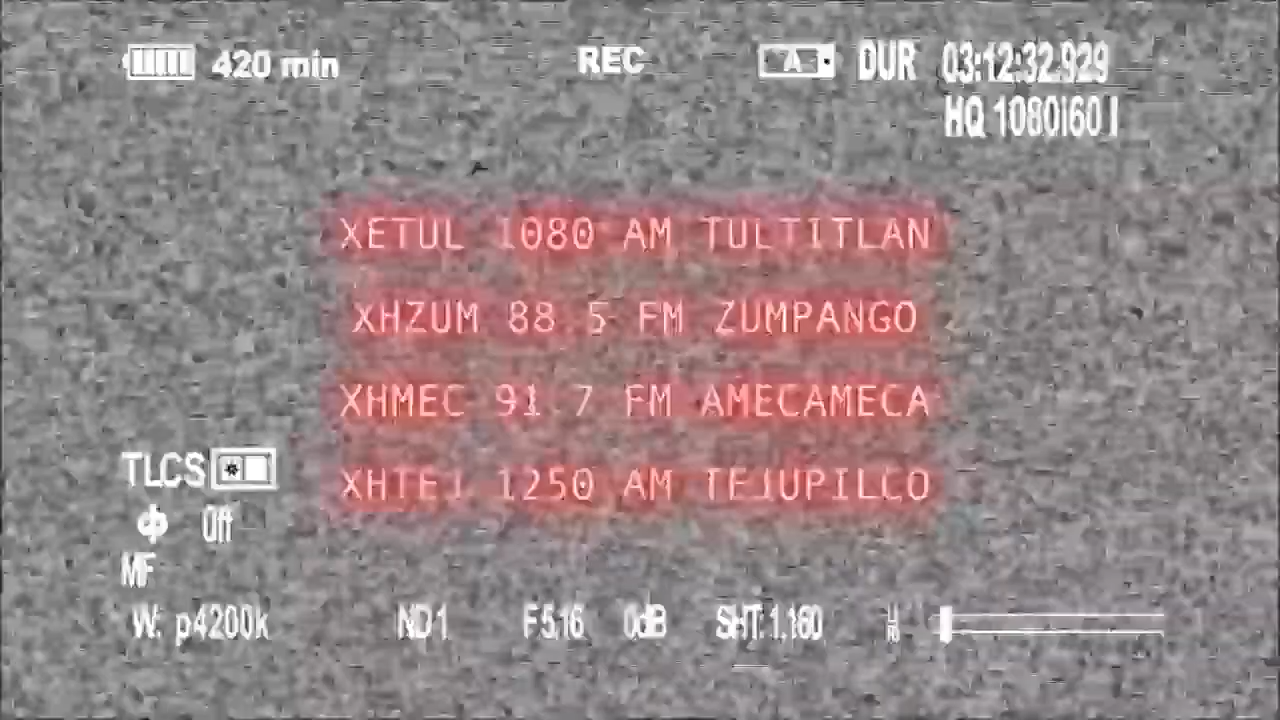 420 min REC A DUR 03:12:32.929
HQ 1080i60 I
XETUL 1080 AM TULTITLAN
XHZUM 88.5 FM ZUMPANGO
XHMEC 91.7 FM AMECAMECA
XHTEJ 1250 AM TEJUPILCO
TLCS
Off
MF
W: p4200k ND1 F5.16 0dB SHT: 1.160